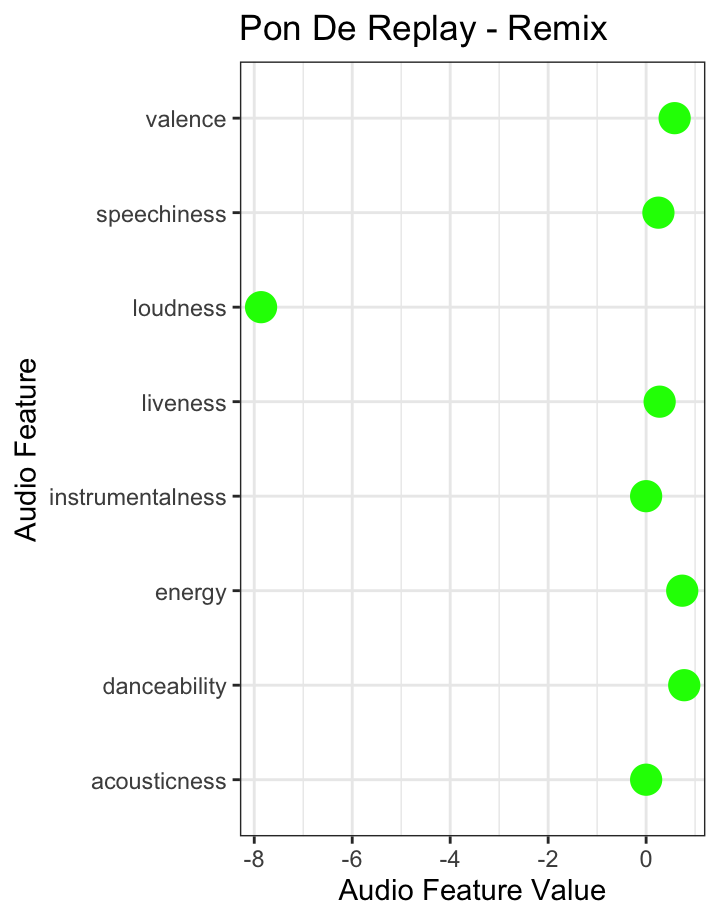 Pon De Replay - Remix
valence
speechiness
loudness
liveness
instrumentalness
energy
danceability
acousticness
Audio Feature
-8 -6 -4 -2 0
Audio Feature Value